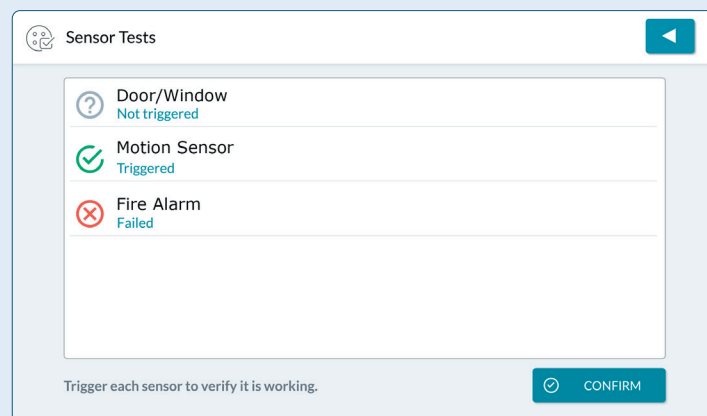 Sensor Tests
Door/Window
Not triggered
Motion Sensor
Triggered
Fire Alarm
Failed
Trigger each sensor to verify it is working.
CONFIRM